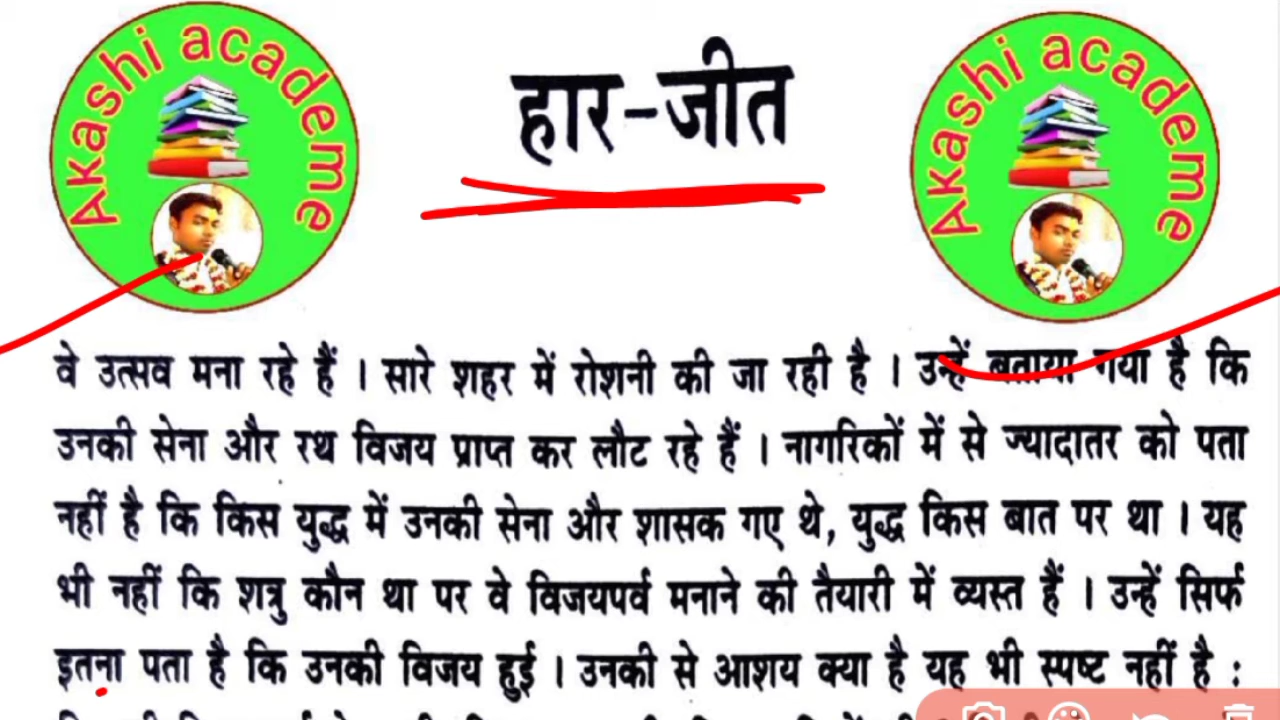 Akashi academe
हार-जीत
Akashi academe
वे उत्सव मना रहे हैं । सारे शहर में रोशनी की जा रही है । उन्हें बताया गया है कि
उनकी सेना और रथ विजय प्राप्त कर लौट रहे हैं । नागरिकों में से ज्यादातर को पता
नहीं है कि किस युद्ध में उनकी सेना और शासक गए थे, युद्ध किस बात पर था । यह
भी नहीं कि शत्रु कौन था पर वे विजयपर्व मनाने की तैयारी में व्यस्त हैं । उन्हें सिर्फ
इतना पता है कि उनकी विजय हुई । उनकी से आशय क्या है यह भी स्पष्ट नहीं है :